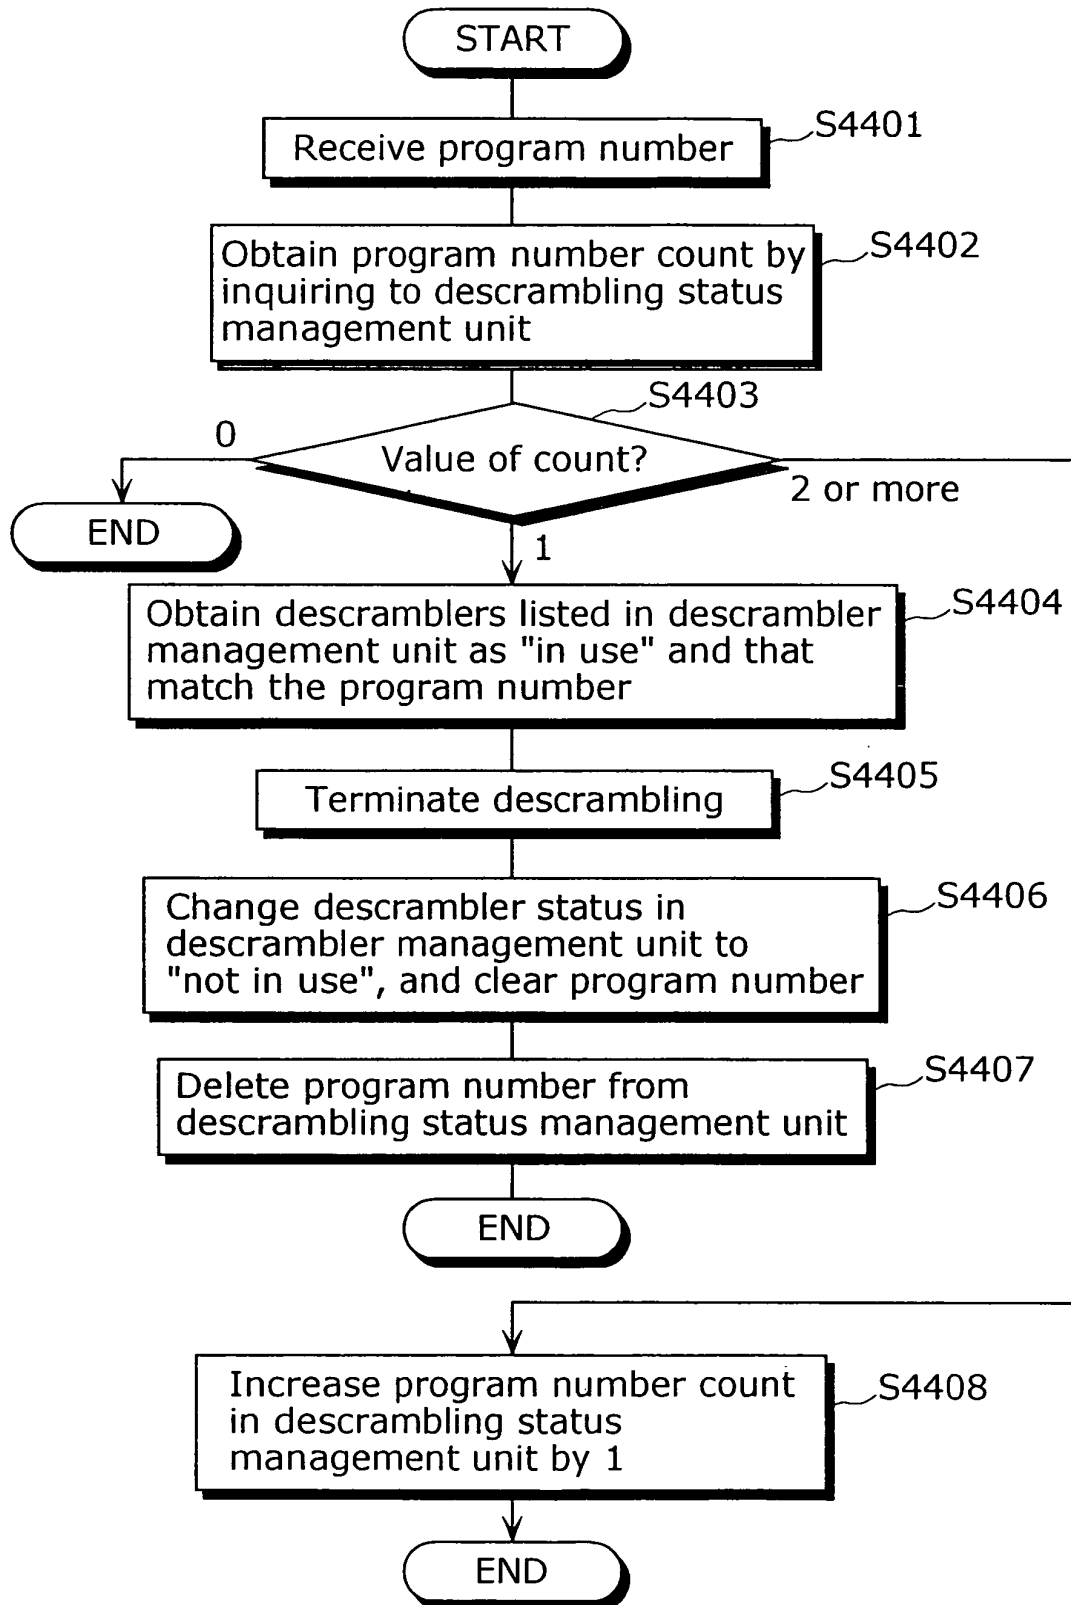 START
S4401
Receive program number
S4402
Obtain program number count by
inquiring to descrambling status
management unit
S4403
0
Value of count?
2 or more
END
1
S4404
Obtain descramblers listed in descrambler
management unit as "in use" and that
match the program number
S4405
Terminate descrambling
S4406
Change descrambler status in
descrambler management unit to
"not in use", and clear program number
S4407
Delete program number from
descrambling status management unit
END
S4408
Increase program number count
in descrambling status
management unit by 1
END